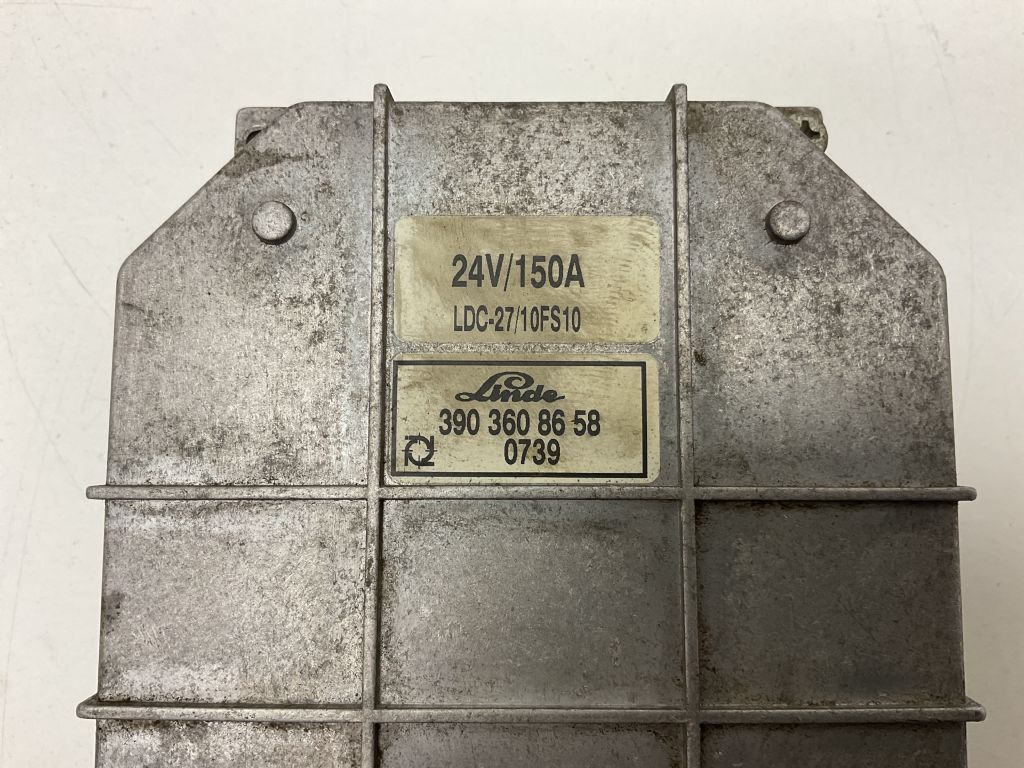 24V/150A
LDC-27/10FS10
Linde
390 360 86 58
0739